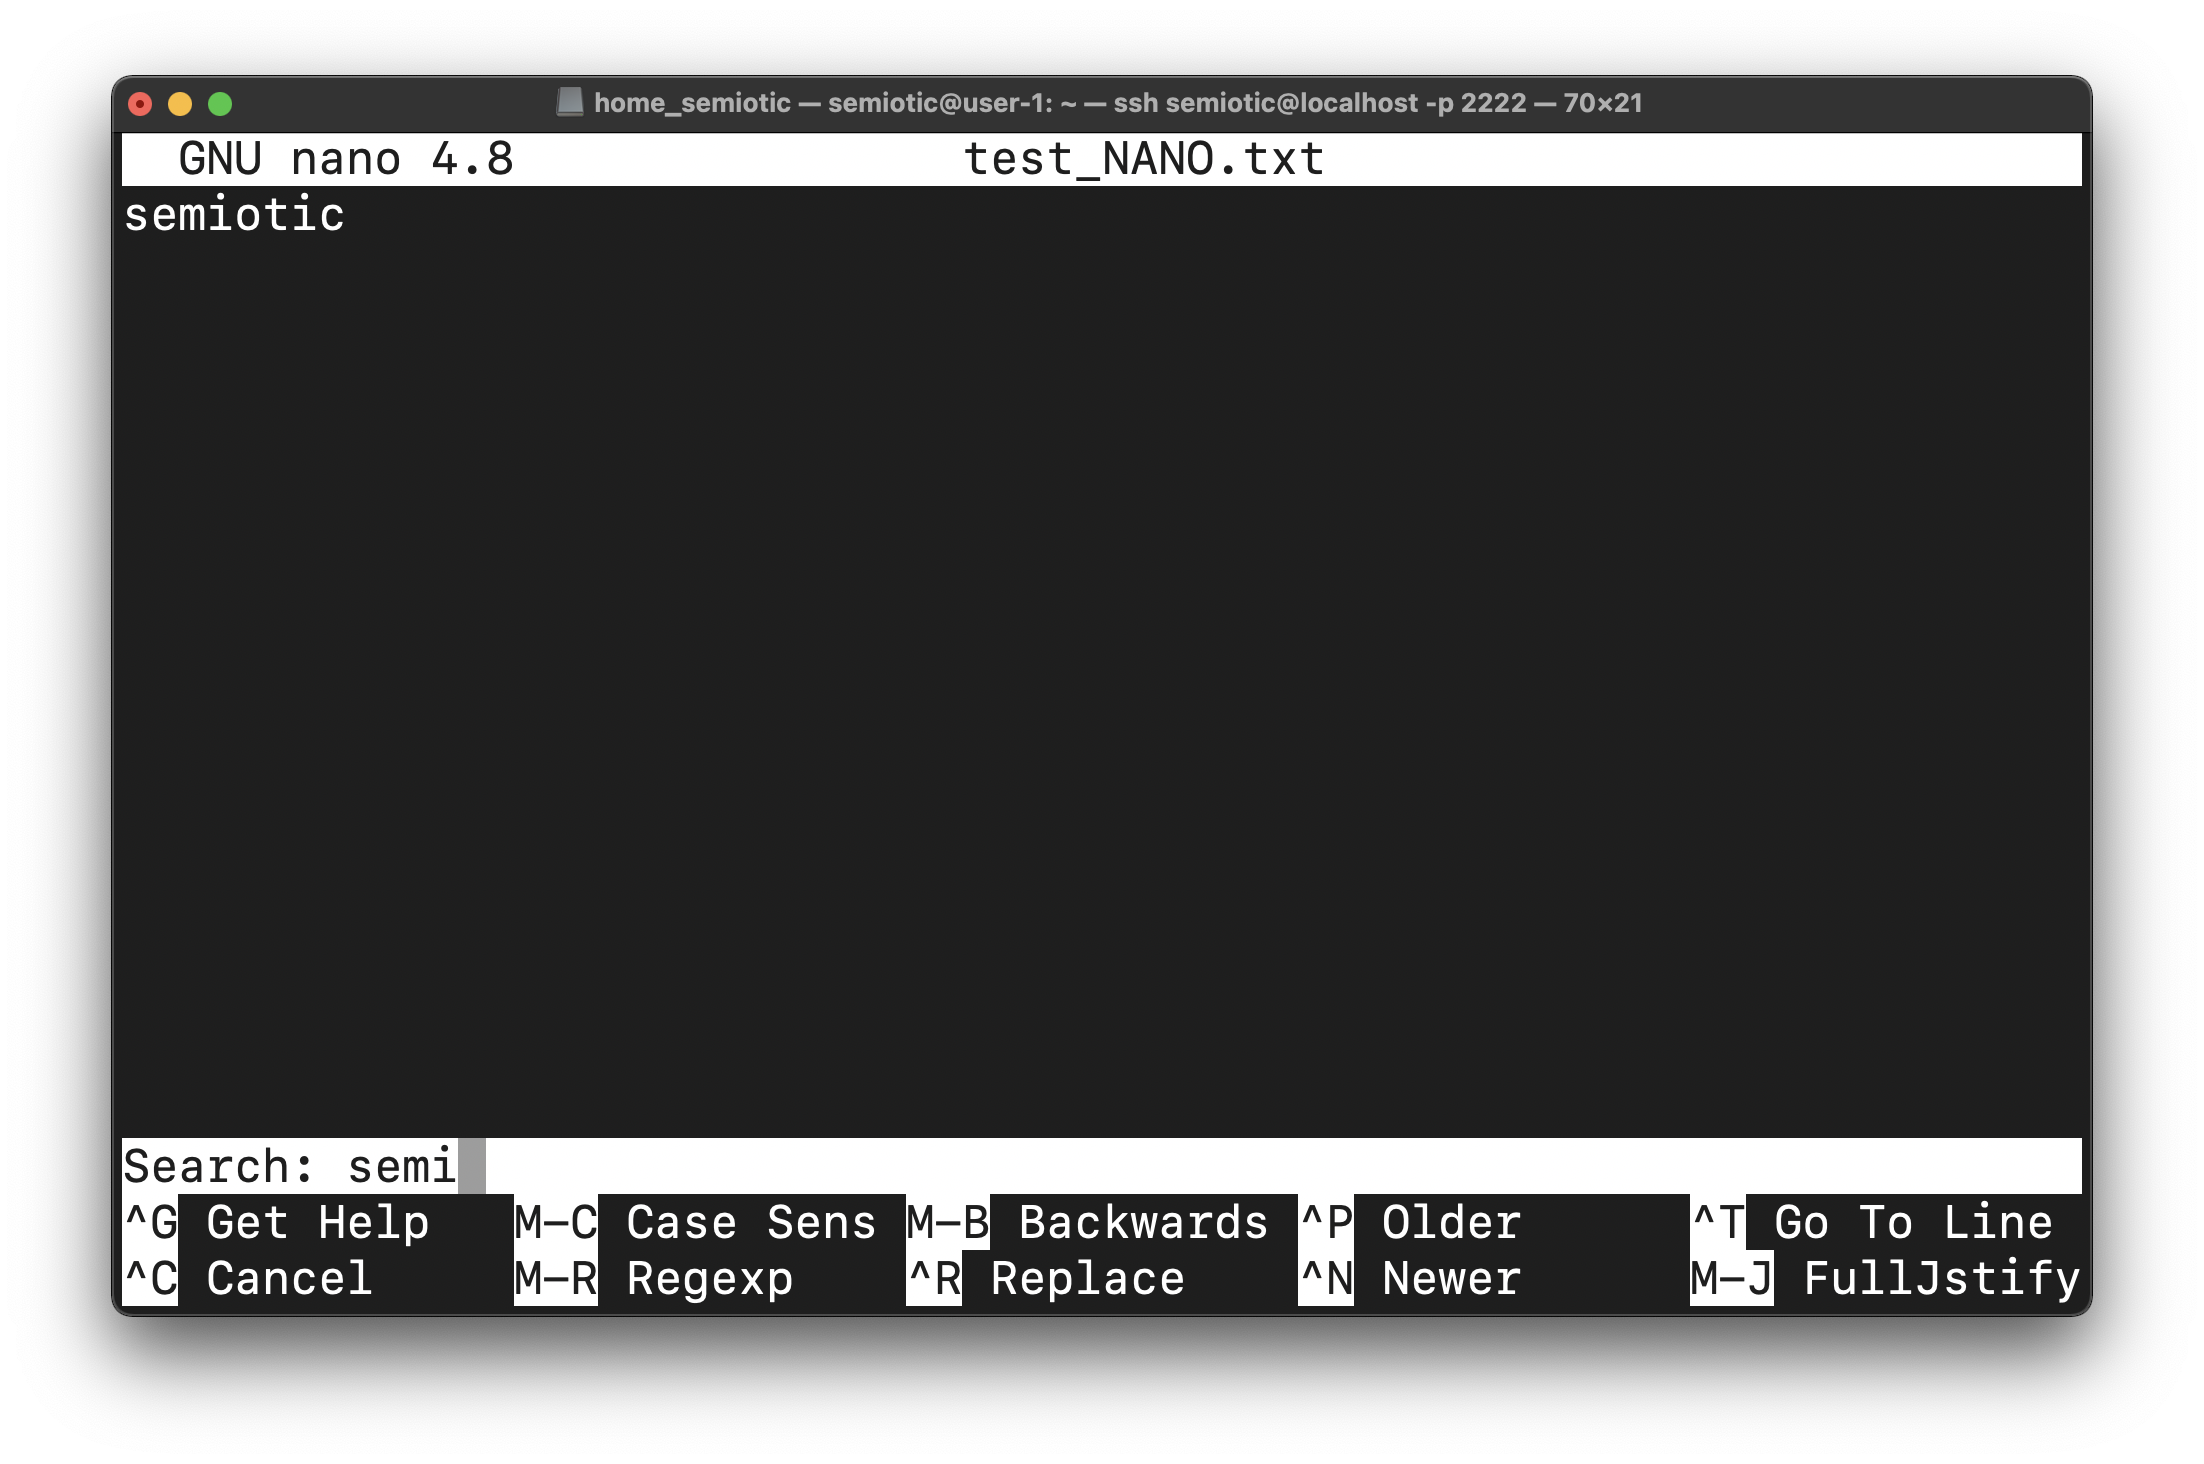 home_semiotic — semiotic@user-1: ~ — ssh semiotic@localhost -p 2222 — 70×21
GNU nano 4.8 test_NANO.txt
semiotic
Search: semi
^G Get Help M-C Case Sens M-B Backwards ^P Older ^T Go To Line
^C Cancel M-R Regexp ^R Replace ^N Newer M-J FullJstify